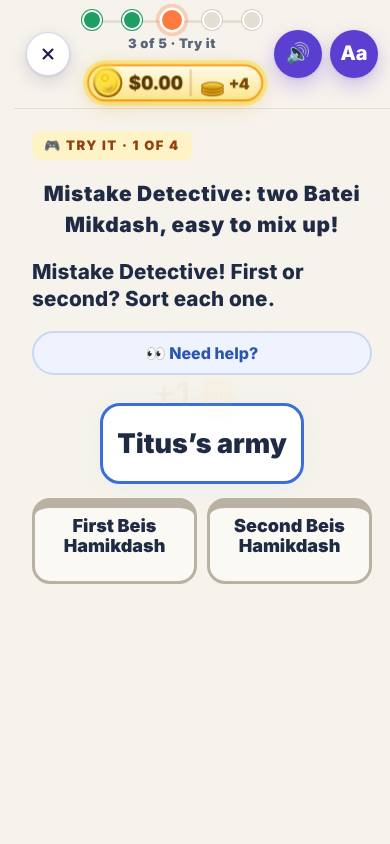 3 of 5 · Try it
$0.00
+4
Aa
🎮 TRY IT · 1 OF 4
Mistake Detective: two Batei
Mikdash, easy to mix up!
Mistake Detective! First or
second? Sort each one.
👀 Need help?
+1
Titus’s army
First Beis
Hamikdash
Second Beis
Hamikdash